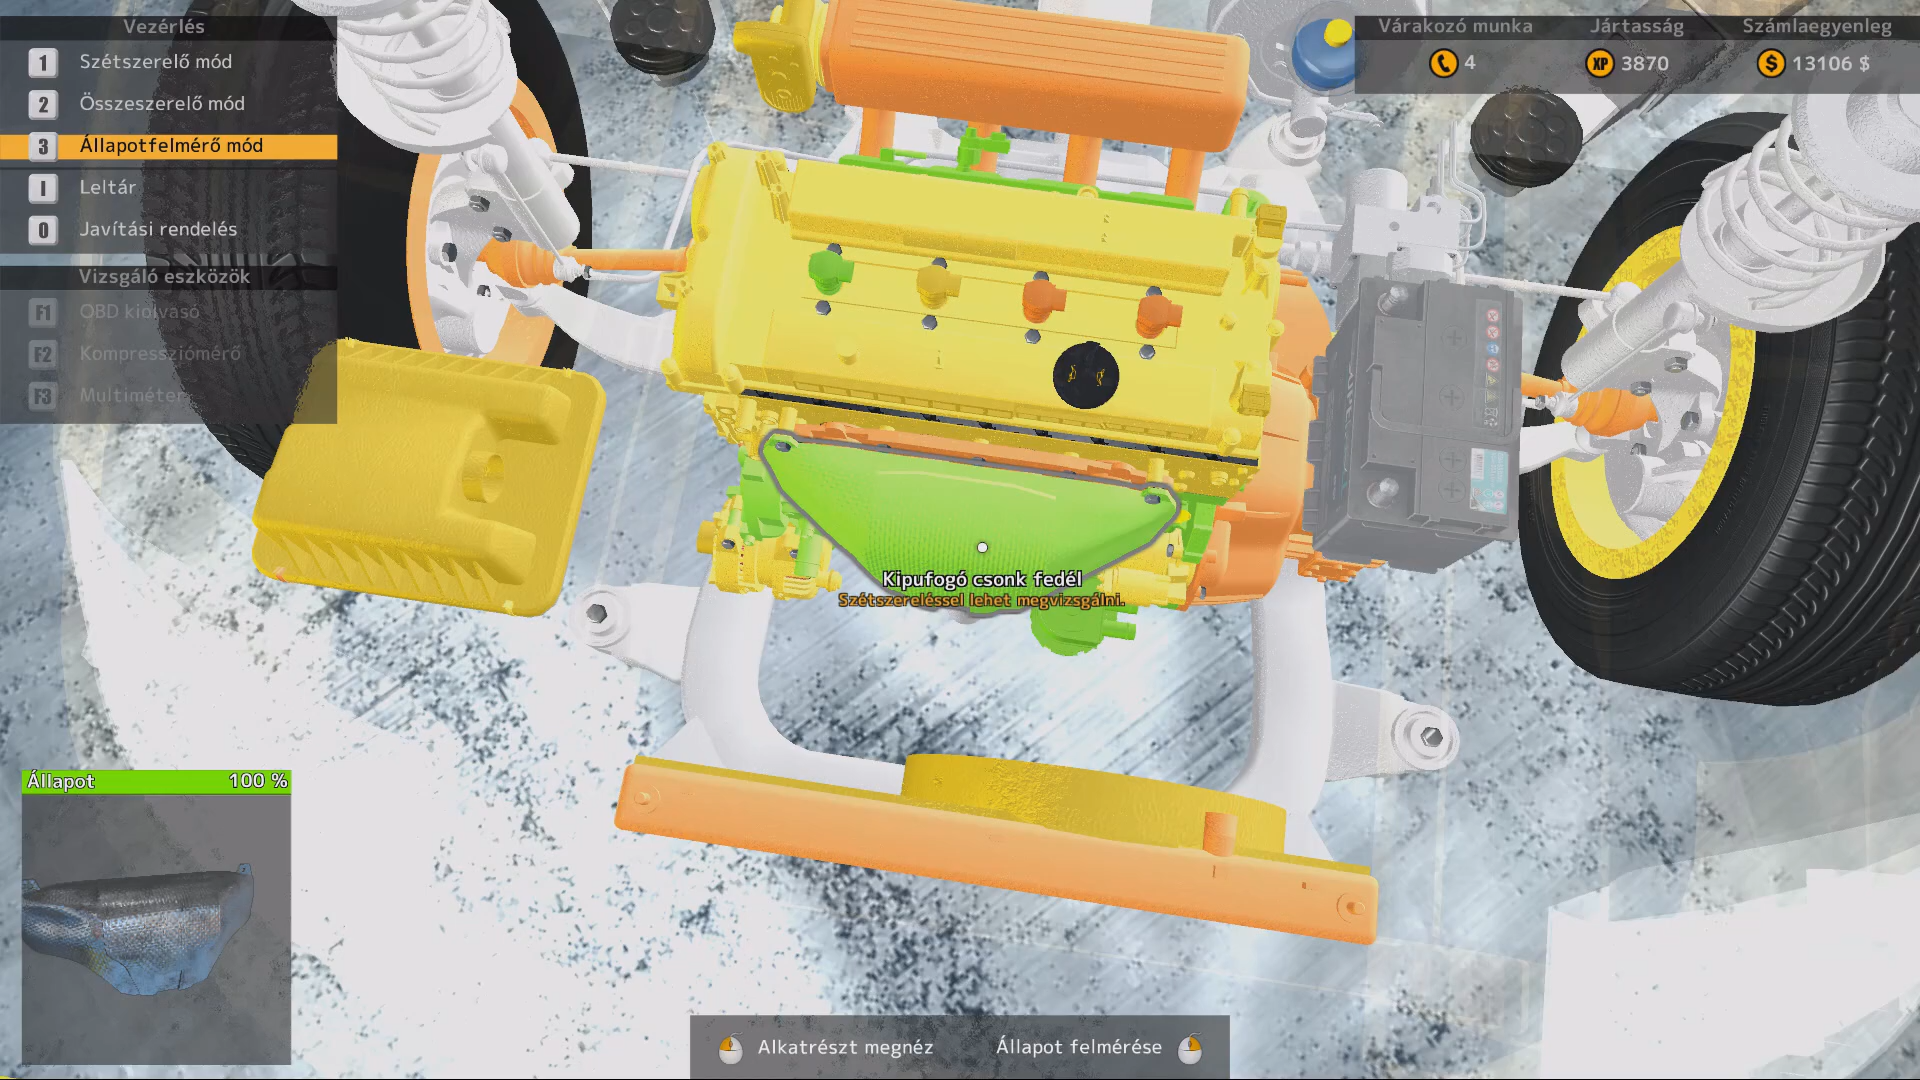 Vezérlés
1 Szétszerelő mód
2 Összeszerelő mód
3 Állapotfelmérő mód
I Leltár
O Javítási rendelés
Vizsgáló eszközök
F1 OBD kiolvasó
F2 Kompressziómérő
F3 Multiméter
Várakozó munka Jártasság Számlaegyenleg
4 XP 3870 $ 13106 $
Kipufogó csonk fedél
Szétszereléssel lehet megvizsgálni.
Állapot 100 %
Alkatrészt megnéz Állapot felmérése